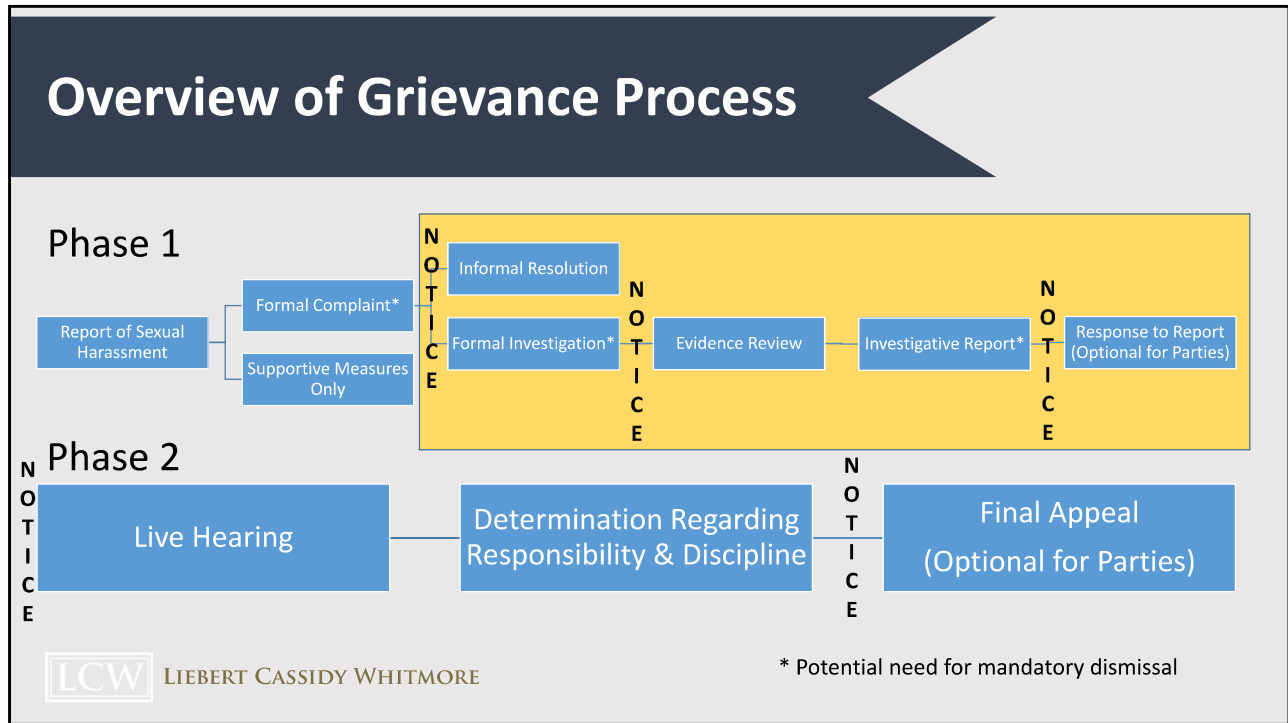 Overview of Grievance Process
Phase 1
Report of Sexual
Harassment
Formal Complaint*
Supportive Measures
Only
NOTICE
Informal Resolution
Formal Investigation*
NOTICE
Evidence Review
Investigative Report*
NOTICE
Response to Report
(Optional for Parties)
Phase 2
NOTICE
Live Hearing
Determination Regarding
Responsibility & Discipline
NOTICE
Final Appeal
(Optional for Parties)
LCW LIEBERT CASSIDY WHITMORE
* Potential need for mandatory dismissal